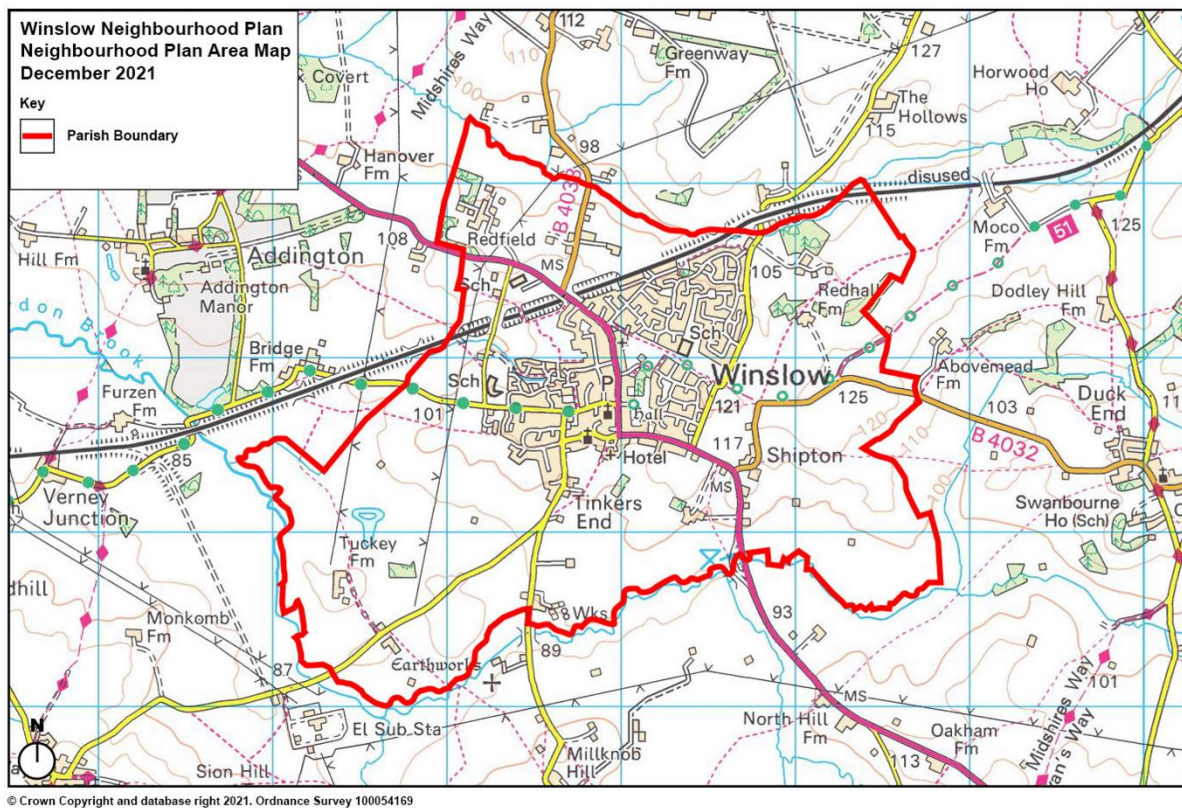 Winslow Neighbourhood Plan
Neighbourhood Plan Area Map
December 2021
Key
Parish Boundary
112
127
Covert
Midshires Way
100
110
Greenway
Fm
Horwood
Ho
The
Hollows
115
98
Hanover
Fm
B 4033
disused
108
Redfield
MS
Moco
Fm
51
125
Hill Fm
Addington
Addington
Manor
Sch
105
Redhall
Fm
Dodley Hill
Fm
Bridge
Fm
Sch
Winslow
Furzen
Fm
Sch
P
101
121
125
Abovemead
Fm
103
Duck
End
hall
120
110
B 4032
85
117
Hotel
Shipton
MS
Verney
Junction
Tinkers
End
100
Swanbourne
Ho (Sch)
Tuckey
Fm
dhill
Monkomb
Fm
Wks
93
87
89
Earthworks
101
Midshires Way
an's Way
MS
North Hill
Fm
Oakham
Fm
El Sub Sta
Millknob
Hill
113
Sion Hill
N
© Crown Copyright and database right 2021. Ordnance Survey 100054169